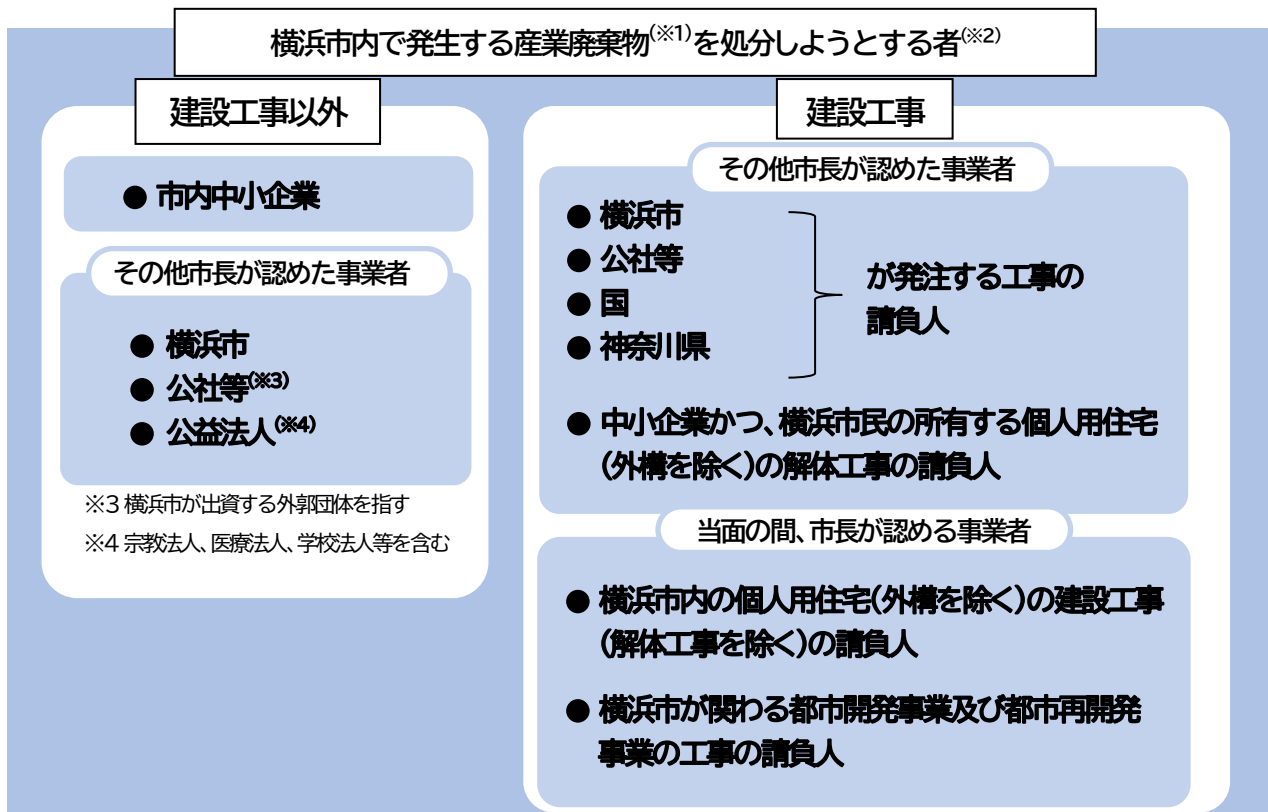 横浜市内で発生する産業廃棄物(※1)を処分しようとする者(※2)
建設工事以外
● 市内中小企業
その他市長が認めた事業者
● 横浜市
● 公社等(※3)
● 公益法人(※4)
※3 横浜市が出資する外郭団体を指す
※4 宗教法人、医療法人、学校法人等を含む
建設工事
その他市長が認めた事業者
● 横浜市
● 公社等
● 国
● 神奈川県
が発注する工事の
請負人
● 中小企業かつ、横浜市民の所有する個人用住宅
(外構を除く)の解体工事の請負人
当面の間、市長が認める事業者
● 横浜市内の個人用住宅(外構を除く)の建設工事
(解体工事を除く)の請負人
● 横浜市が関わる都市開発事業及び都市再開発
事業の工事の請負人